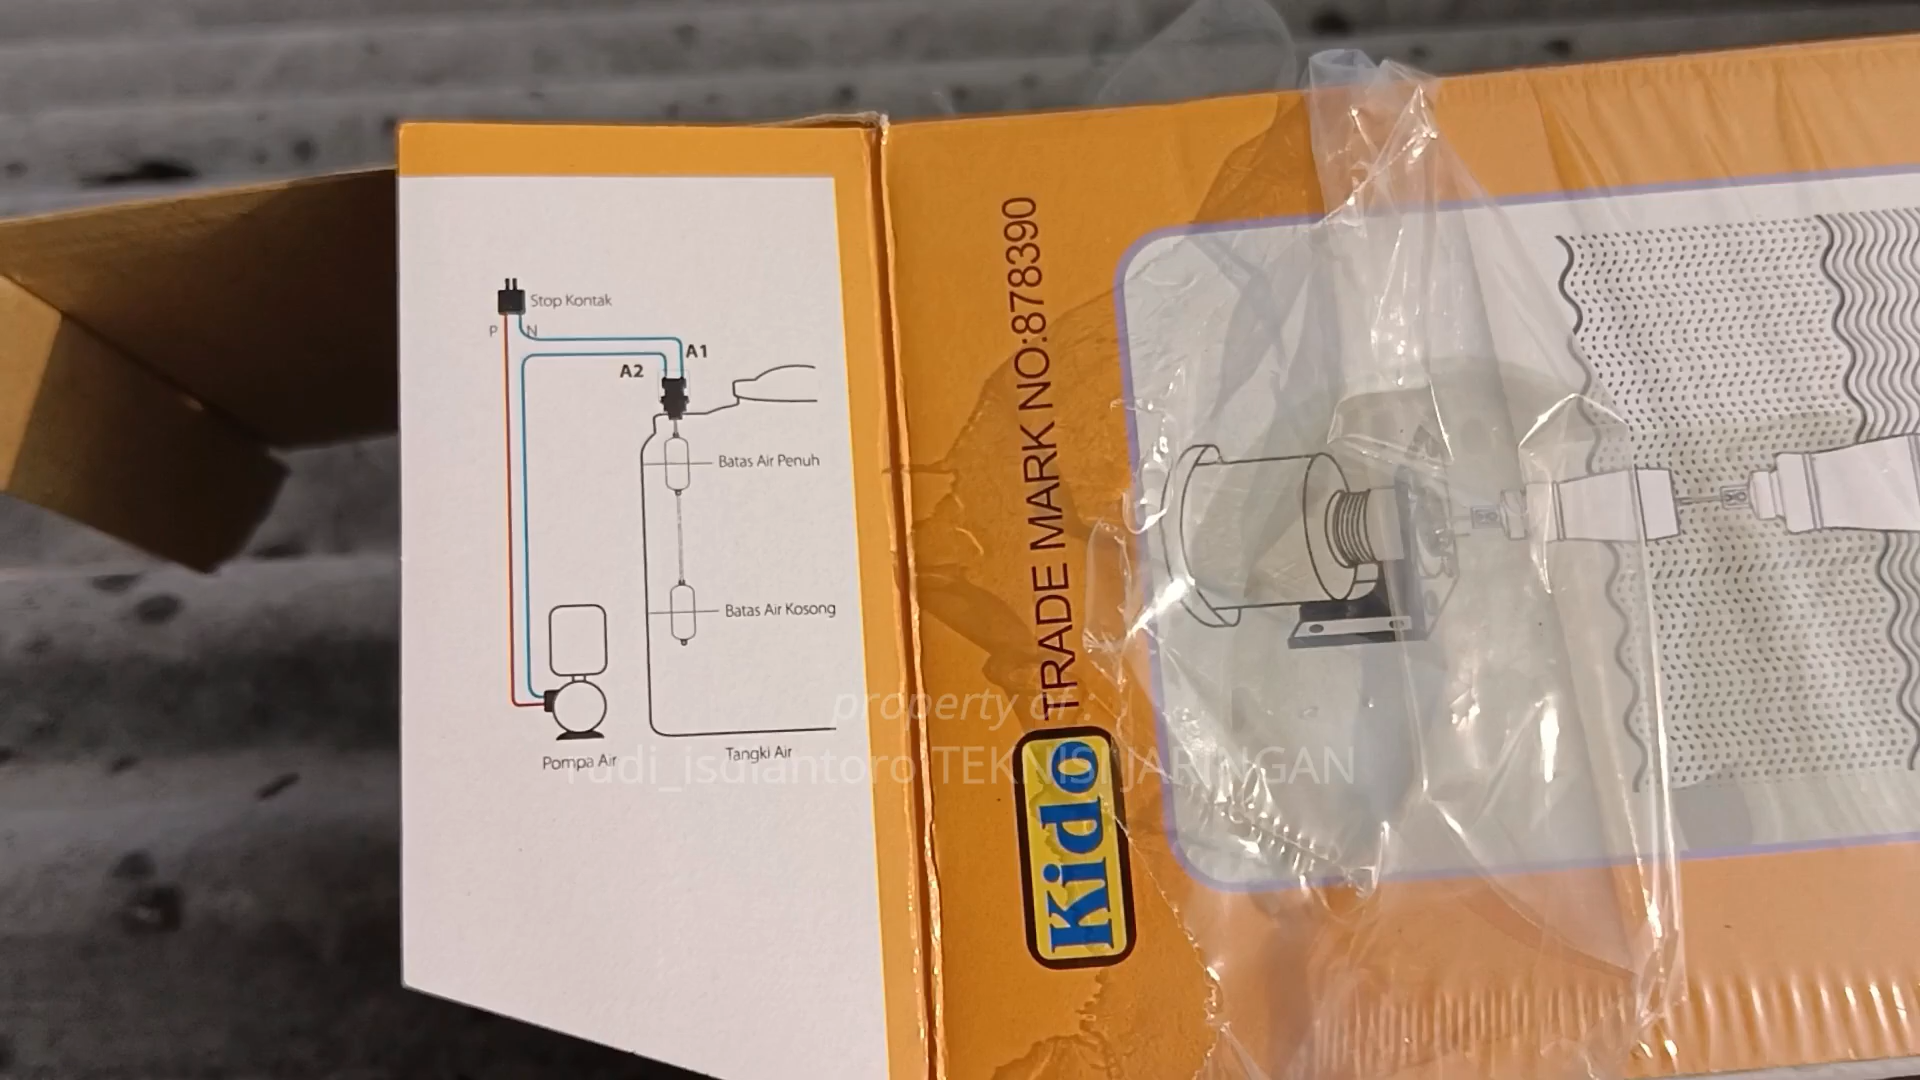 Stop Kontak
P
N
A1
A2
Batas Air Penuh
Batas Air Kosong
Pompa Air
Tangki Air
Kido
TRADE MARK NO:878390
property of :
rudi_isdiantoro TEKNISI JARINGAN